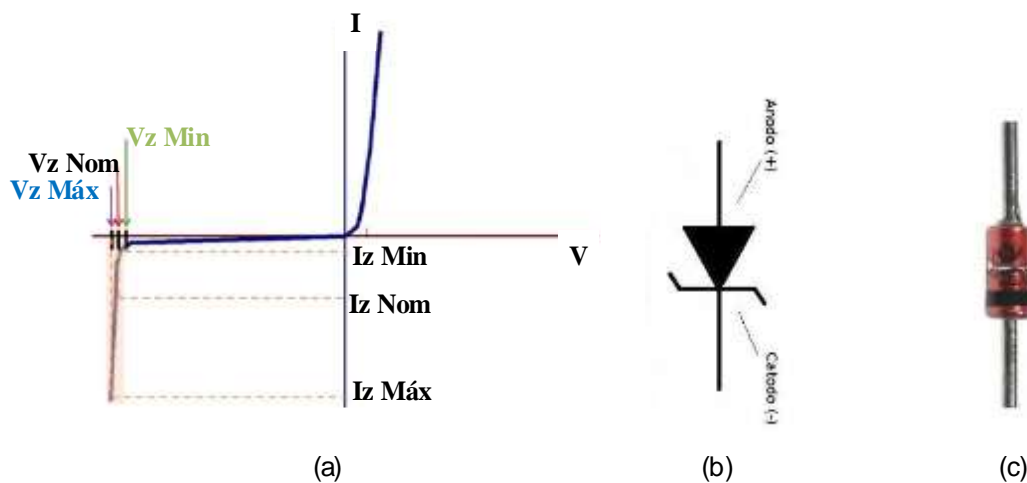 I
Vz Min
Vz Nom
Vz Máx
V
Iz Min
Iz Nom
Iz Máx
Anodo (+)
Catodo (-)
(a)
(b)
(c)